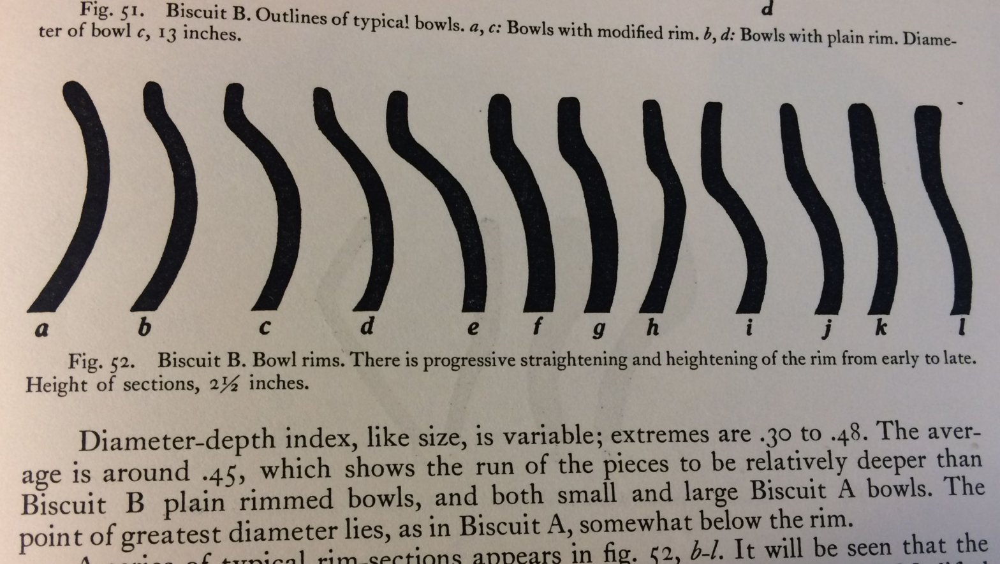 d
Fig. 51. Biscuit B. Outlines of typical bowls. a, c: Bowls with modified rim. b, d: Bowls with plain rim. Diame-
ter of bowl c, 13 inches.
a b c d e f g h i j k l
Fig. 52. Biscuit B. Bowl rims. There is progressive straightening and heightening of the rim from early to late.
Height of sections, 2½ inches.
Diameter-depth index, like size, is variable; extremes are .30 to .48. The aver-
age is around .45, which shows the run of the pieces to be relatively deeper than
Biscuit B plain rimmed bowls, and both small and large Biscuit A bowls. The
point of greatest diameter lies, as in Biscuit A, somewhat below the rim.
A series of typical rim-sections appears in fig. 52, b-l. It will be seen that the